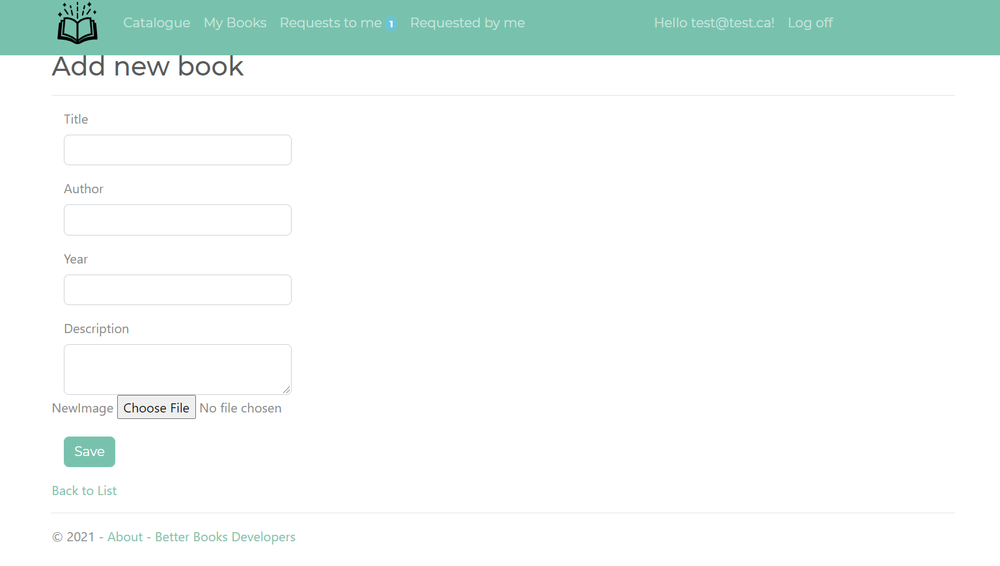 Catalogue My Books Requests to me 1 Requested by me Hello test@test.ca! Log off
Add new book
Title
Author
Year
Description
NewImage Choose File No file chosen
Save
Back to List
© 2021 - About - Better Books Developers